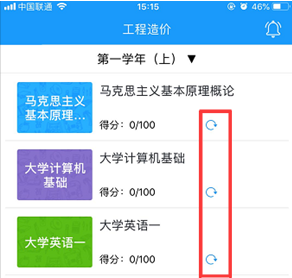 中国联通 15:15 46%
工程造价
第一学年（上） ▼
马克思主义
基本原理...
马克思主义基本原理概论
得分：0/100
大学计算机
基础
大学计算机基础
得分：0/100
大学英语一
大学英语一
得分：0/100